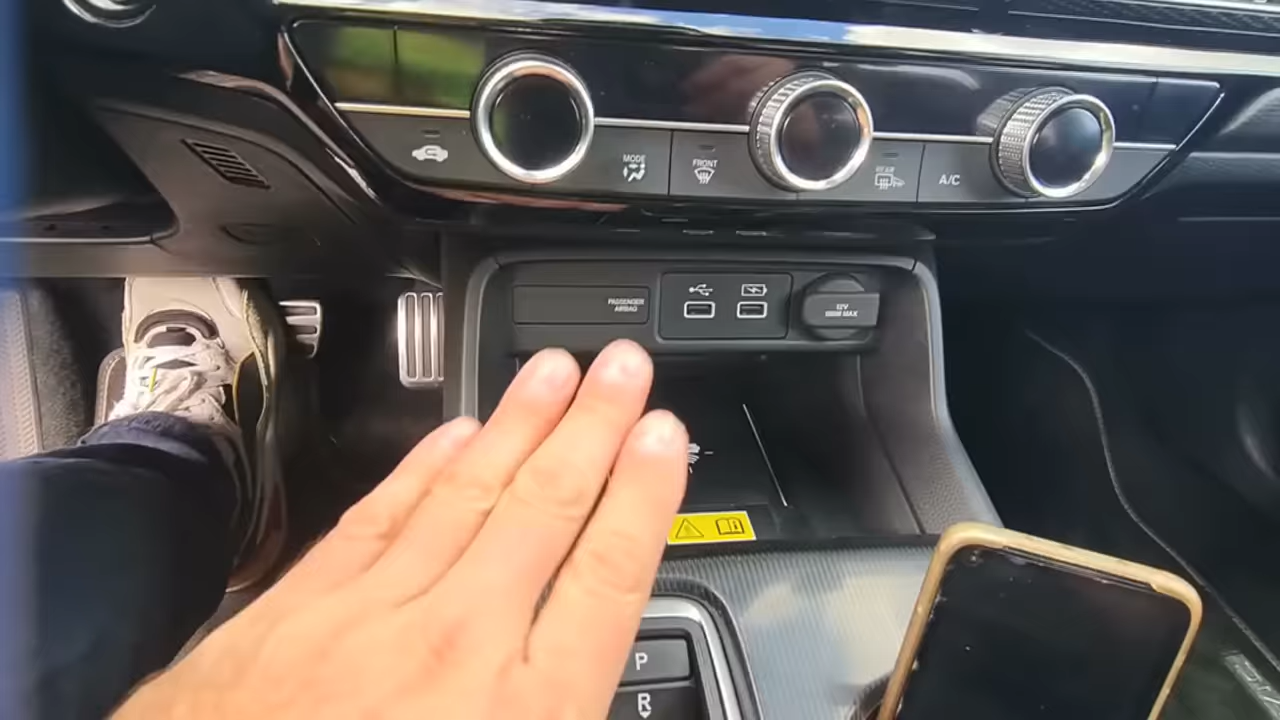 MODE
FRONT
REAR
A/C
PASSENGER
AIRBAG
12V
180W MAX
P
R